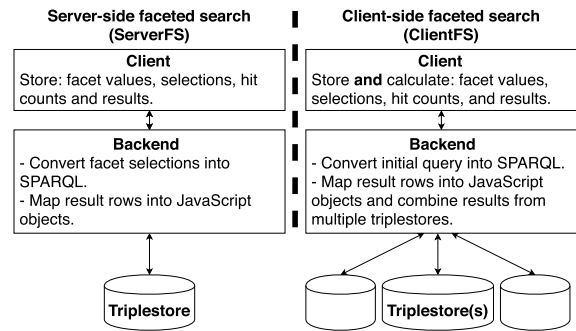 Server-side faceted search
(ServerFS)
Client
Store: facet values, selections, hit
counts and results.
Backend
- Convert facet selections into
SPARQL.
- Map result rows into JavaScript
objects.
Triplestore
Client-side faceted search
(ClientFS)
Client
Store and calculate: facet values,
selections, hit counts, and results.
Backend
- Convert initial query into SPARQL.
- Map result rows into JavaScript
objects and combine results from
multiple triplestores.
Triplestore(s)